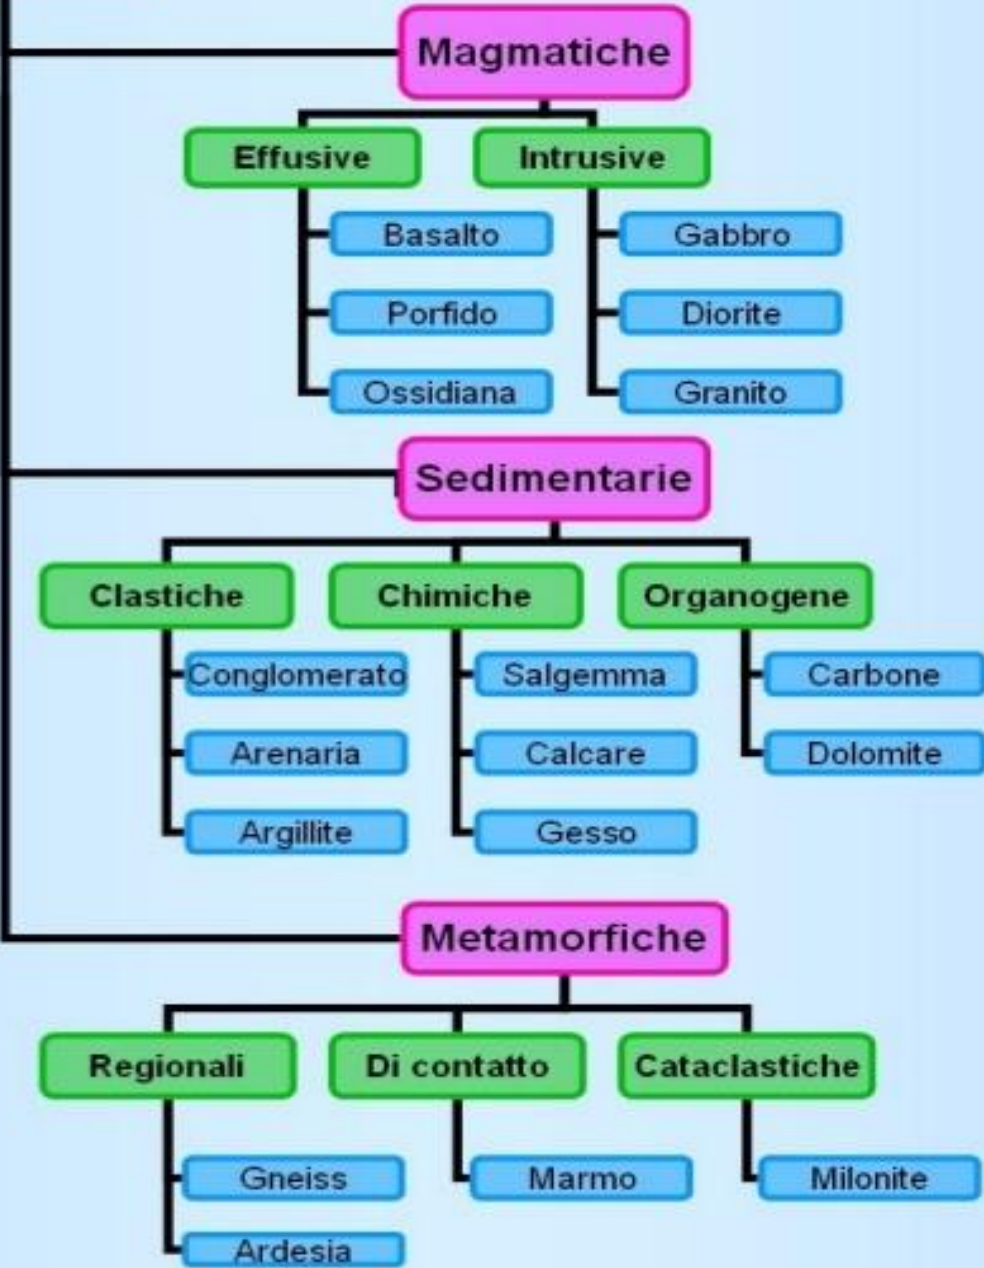 Magmatiche
Effusive
Intrusive
Basalto
Gabbro
Porfido
Diorite
Ossidiana
Granito
Sedimentarie
Clastiche
Chimiche
Organogene
Conglomerato
Salgemma
Carbone
Arenaria
Calcare
Dolomite
Argillite
Gesso
Metamorfiche
Regionali
Di contatto
Cataclastiche
Gneiss
Marmo
Milonite
Ardesia